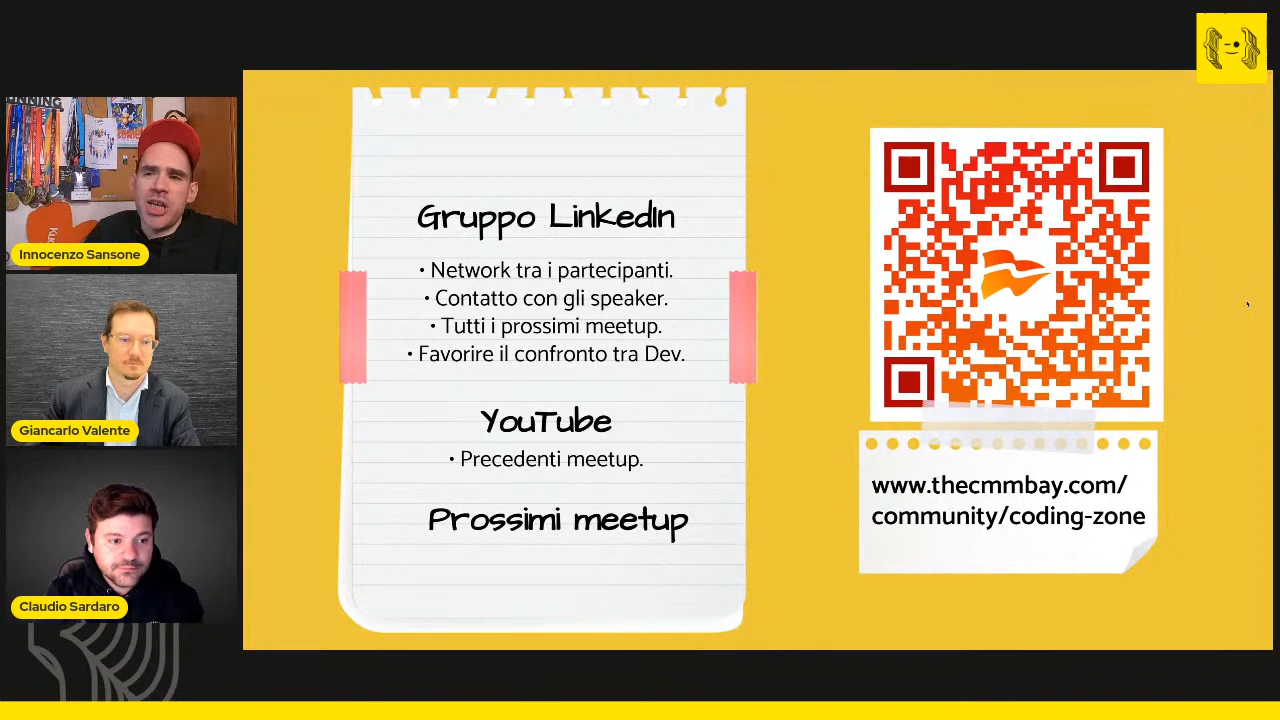 Innocenzo Sansone
Giancarlo Valente
Claudio Sardaro
Gruppo LinkedIn
• Network tra i partecipanti.
• Contatto con gli speaker.
• Tutti i prossimi meetup.
• Favorire il confronto tra Dev.
YouTube
• Precedenti meetup.
Prossimi meetup
www.thecmmbay.com/
community/coding-zone